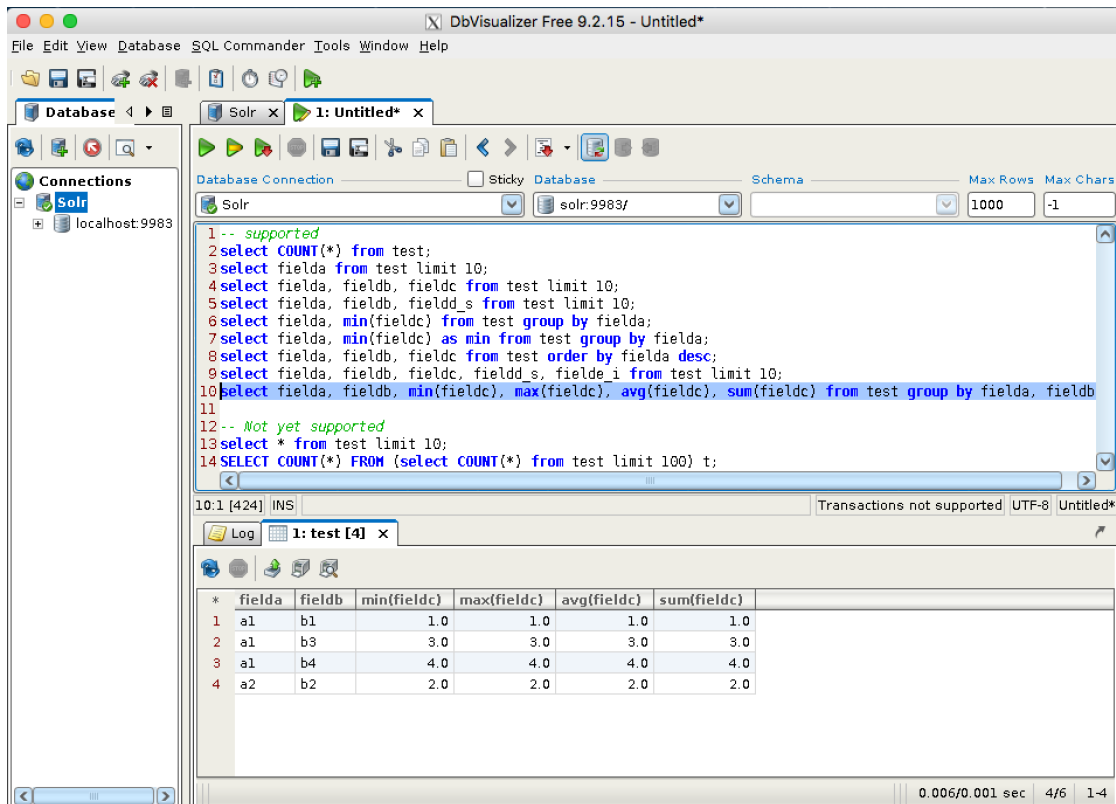 DbVisualizer Free 9.2.15 - Untitled*
File Edit View Database SQL Commander Tools Window Help
Database
Solr
1: Untitled*
Connections
Solr
localhost:9983
Database Connection Sticky Database Schema Max Rows Max Chars
Solr solr:9983/ 1000 -1
1 -- supported
2 select COUNT(*) from test;
3 select fielda from test limit 10;
4 select fielda, fieldb, fieldc from test limit 10;
5 select fielda, fieldb, fieldd_s from test limit 10;
6 select fielda, min(fieldc) from test group by fielda;
7 select fielda, min(fieldc) as min from test group by fielda;
8 select fielda, fieldb, fieldc from test order by fielda desc;
9 select fielda, fieldb, fieldc, fieldd_s, fielde_i from test limit 10;
10 select fielda, fieldb, min(fieldc), max(fieldc), avg(fieldc), sum(fieldc) from test group by fielda, fieldb
11
12 -- Not yet supported
13 select * from test limit 10;
14 SELECT COUNT(*) FROM (select COUNT(*) from test limit 100) t;
10:1 [424] INS Transactions not supported UTF-8 Untitled*
Log 1: test [4]
* fielda fieldb min(fieldc) max(fieldc) avg(fieldc) sum(fieldc)
1 a1 b1 1.0 1.0 1.0 1.0
2 a1 b3 3.0 3.0 3.0 3.0
3 a1 b4 4.0 4.0 4.0 4.0
4 a2 b2 2.0 2.0 2.0 2.0
0.006/0.001 sec 4/6 1-4